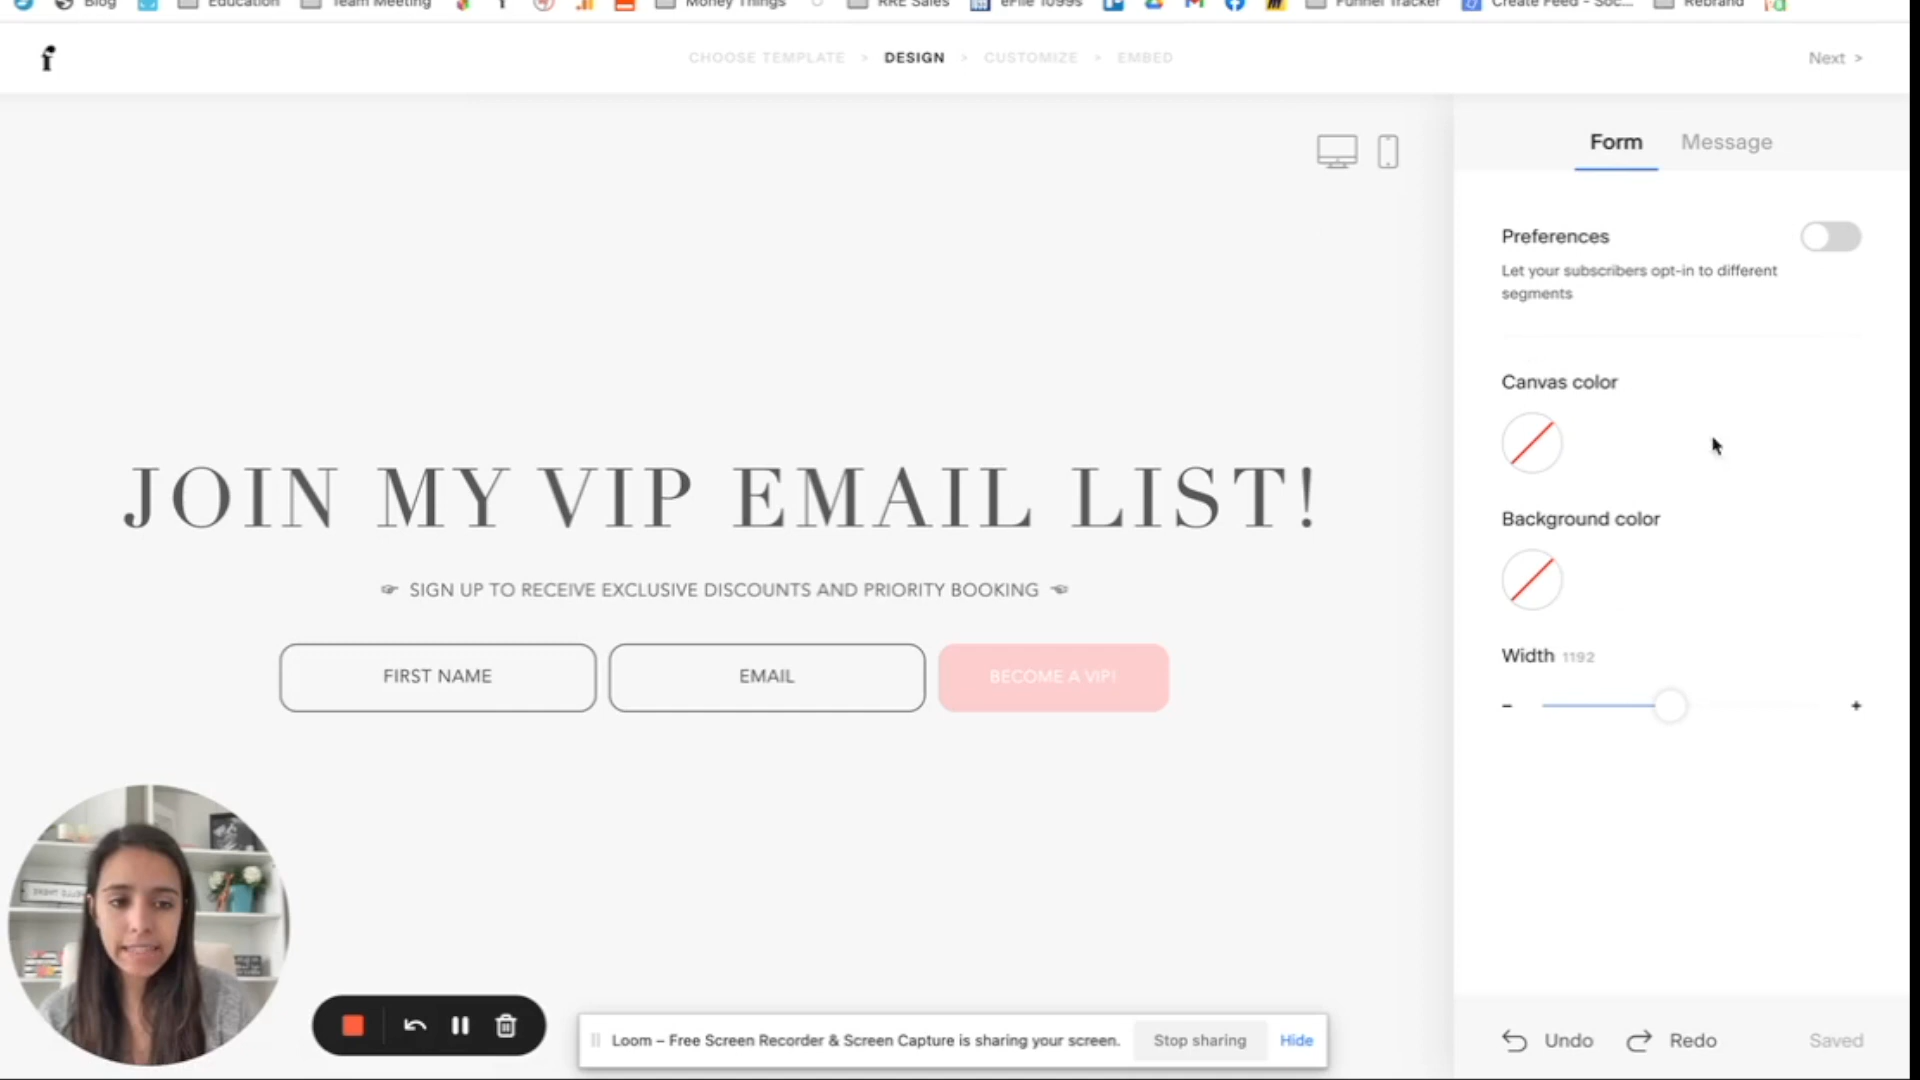 Blog
Education
Team Meeting
Money Things
RRE Sales
eFile 1099s
Funnel Tracker
Create Feed - Soc...
Rebrand
f
CHOOSE TEMPLATE > DESIGN > CUSTOMIZE > EMBED
Next >
Form
Message
Preferences
Let your subscribers opt-in to different
segments
Canvas color
Background color
Width 1192
- +
JOIN MY VIP EMAIL LIST!
☞ SIGN UP TO RECEIVE EXCLUSIVE DISCOUNTS AND PRIORITY BOOKING ☜
FIRST NAME
EMAIL
BECOME A VIP!
Loom – Free Screen Recorder & Screen Capture is sharing your screen.
Stop sharing
Hide
Undo
Redo
Saved